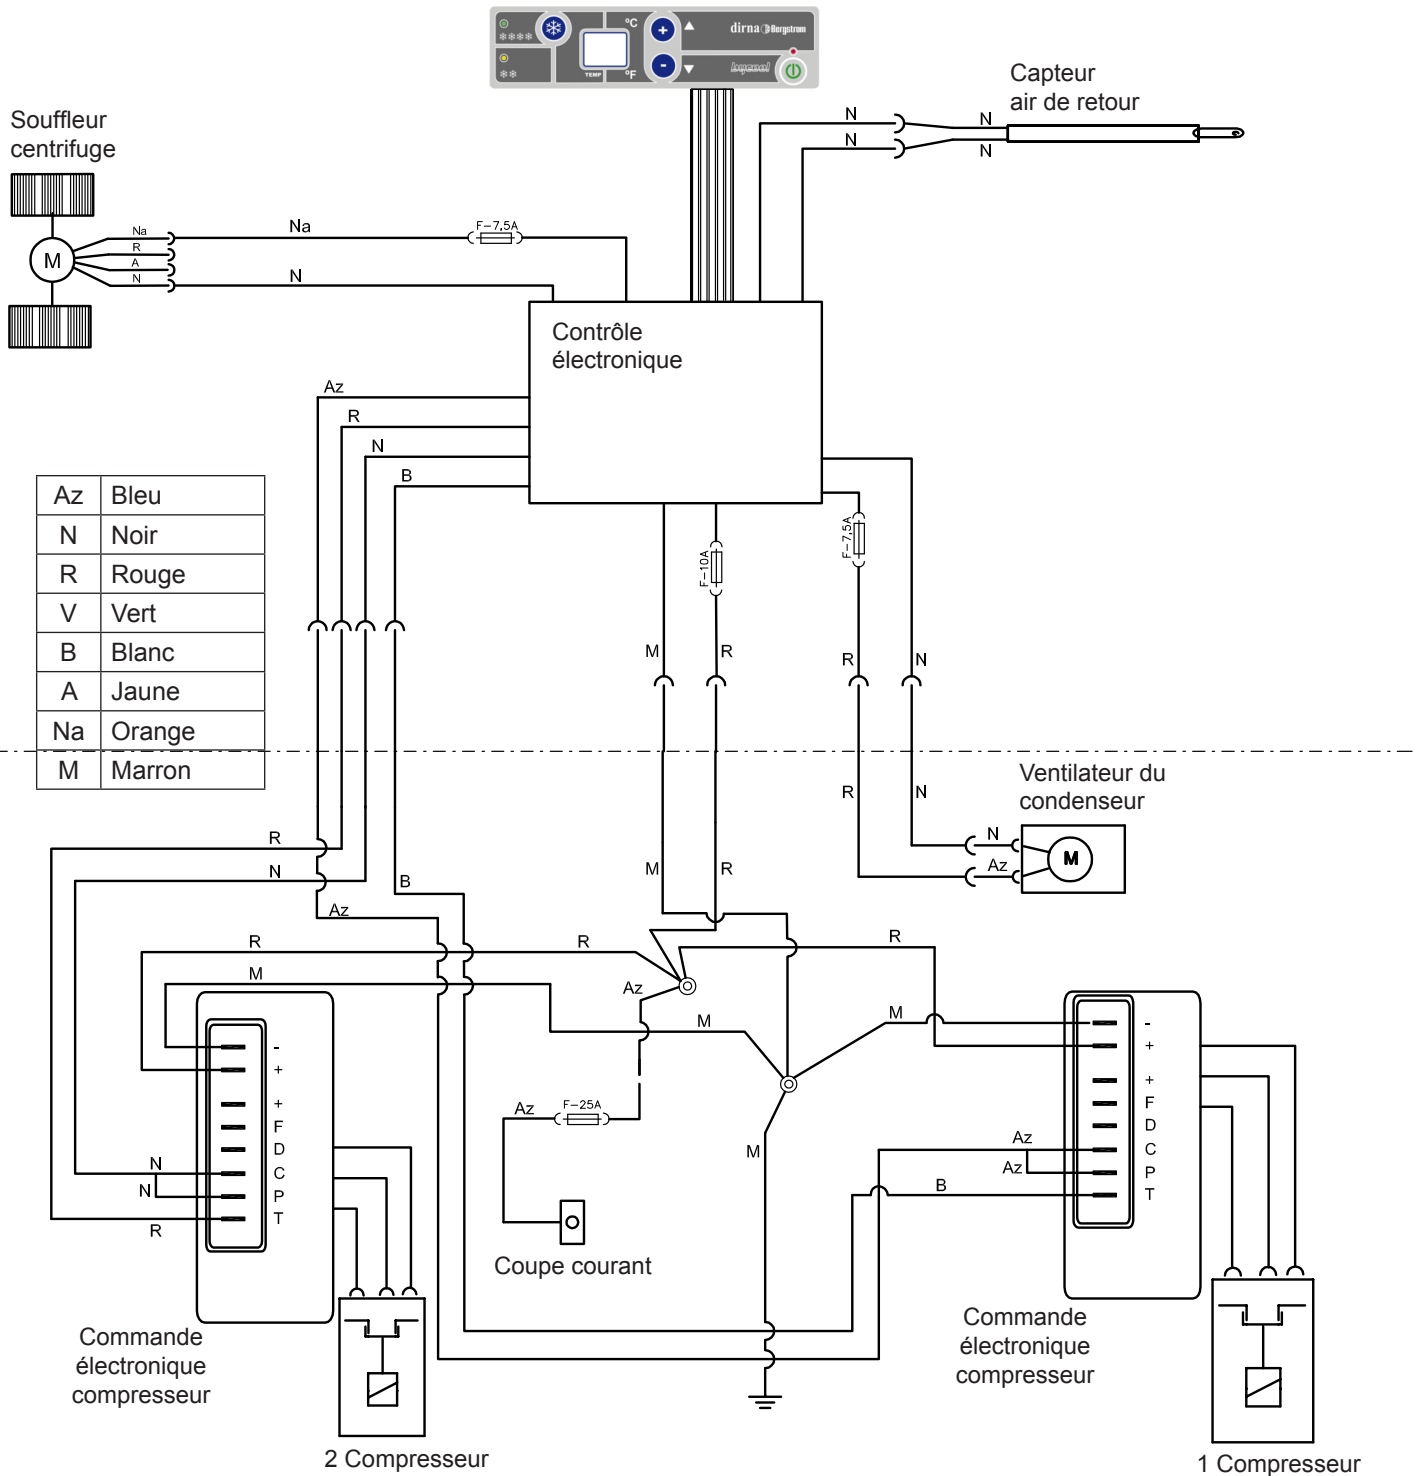 °C
dirna Bergstrom
TEMP
°F
bycool
Capteur
air de retour
N
N
N
N
Souffleur
centrifuge
M
Na
R
A
N
Na
N
F-7,5A
Contrôle
électronique
Az
R
N
B
Az Bleu
N Noir
R Rouge
V Vert
B Blanc
A Jaune
Na Orange
M Marron
F-10A
F-7,5A
M
R
R
N
R
N
Ventilateur du
condenseur
N
Az
M
R
N
B
Az
M
R
R
R
R
M
Az
M
M
Az
F-25A
M
Coupe courant
-
+
+
F
D
C
P
T
N
N
R
Commande
électronique
compresseur
2 Compresseur
-
+
+
F
D
C
P
T
Az
Az
B
Commande
électronique
compresseur
1 Compresseur